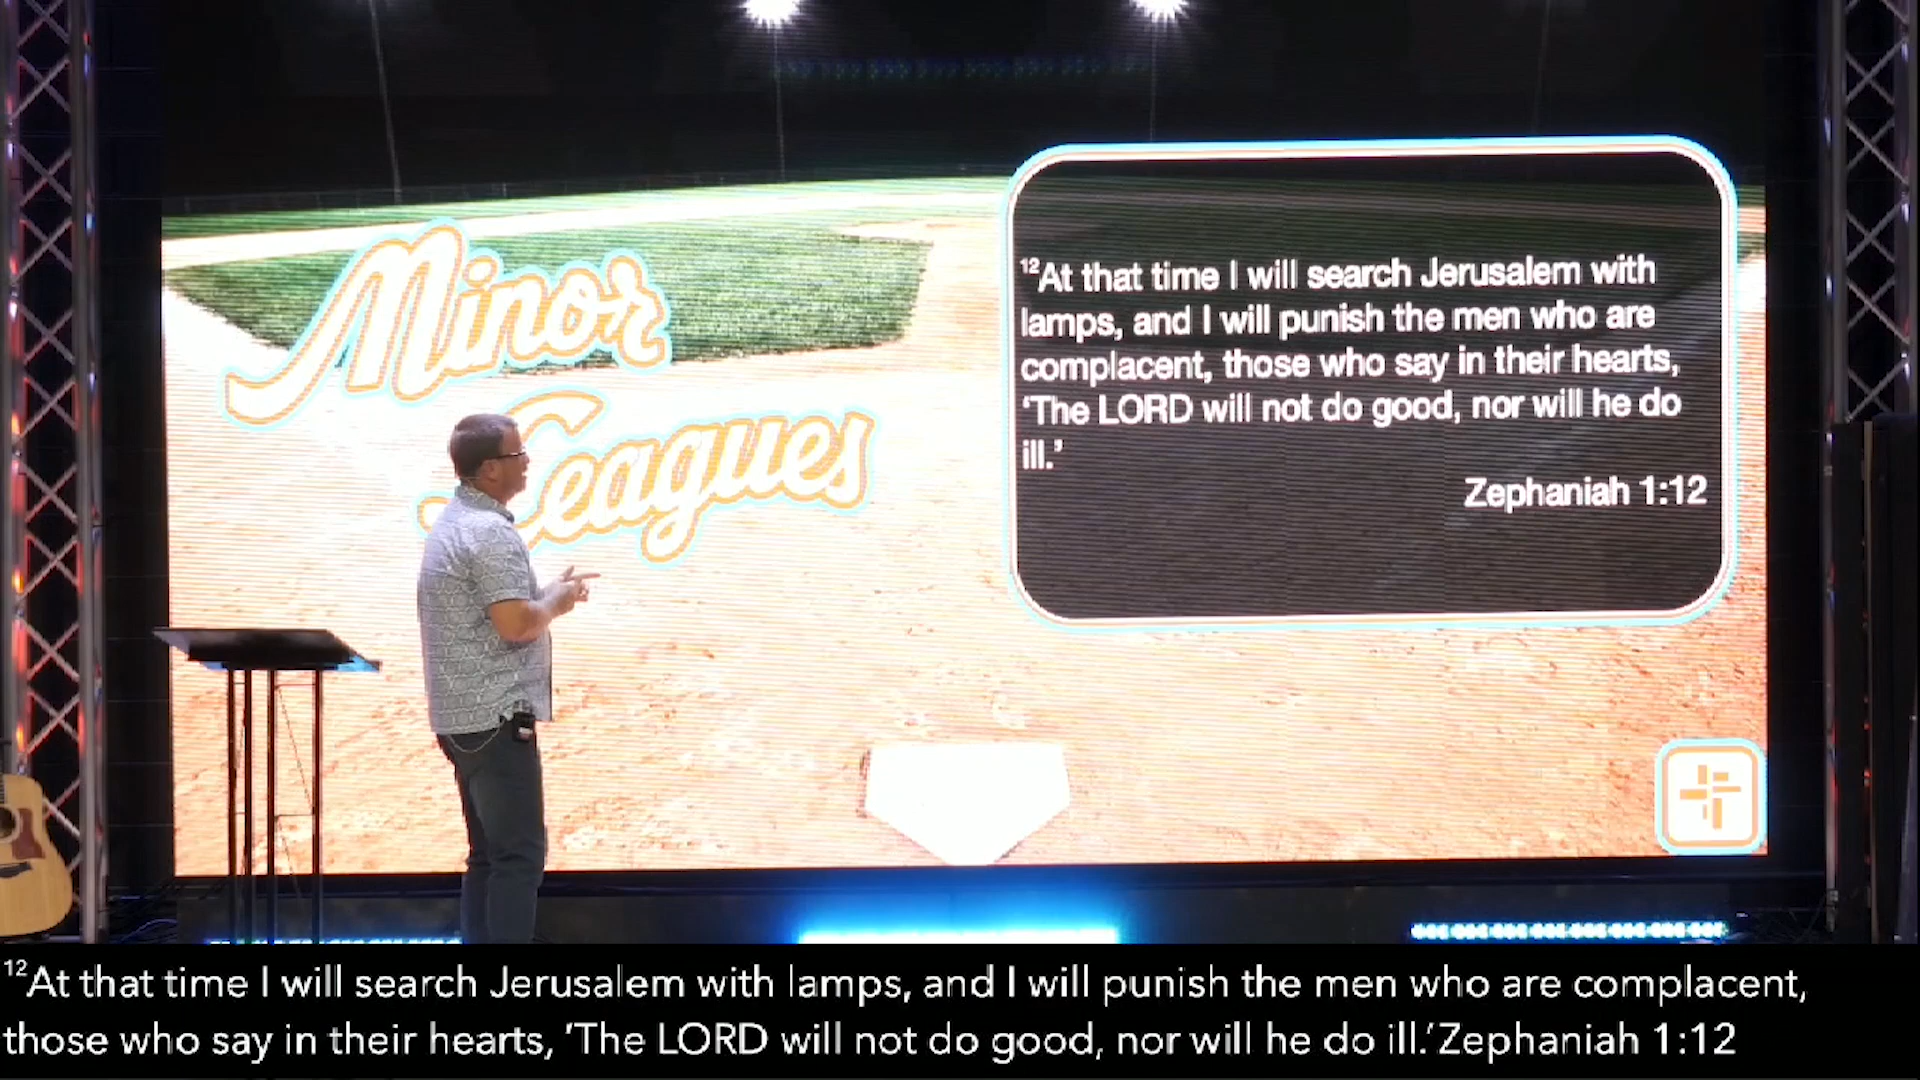 Minor
Leagues
¹²At that time I will search Jerusalem with
lamps, and I will punish the men who are
complacent, those who say in their hearts,
‘The LORD will not do good, nor will he do
ill.’
Zephaniah 1:12
¹²At that time I will search Jerusalem with lamps, and I will punish the men who are complacent,
those who say in their hearts, ‘The LORD will not do good, nor will he do ill.’Zephaniah 1:12